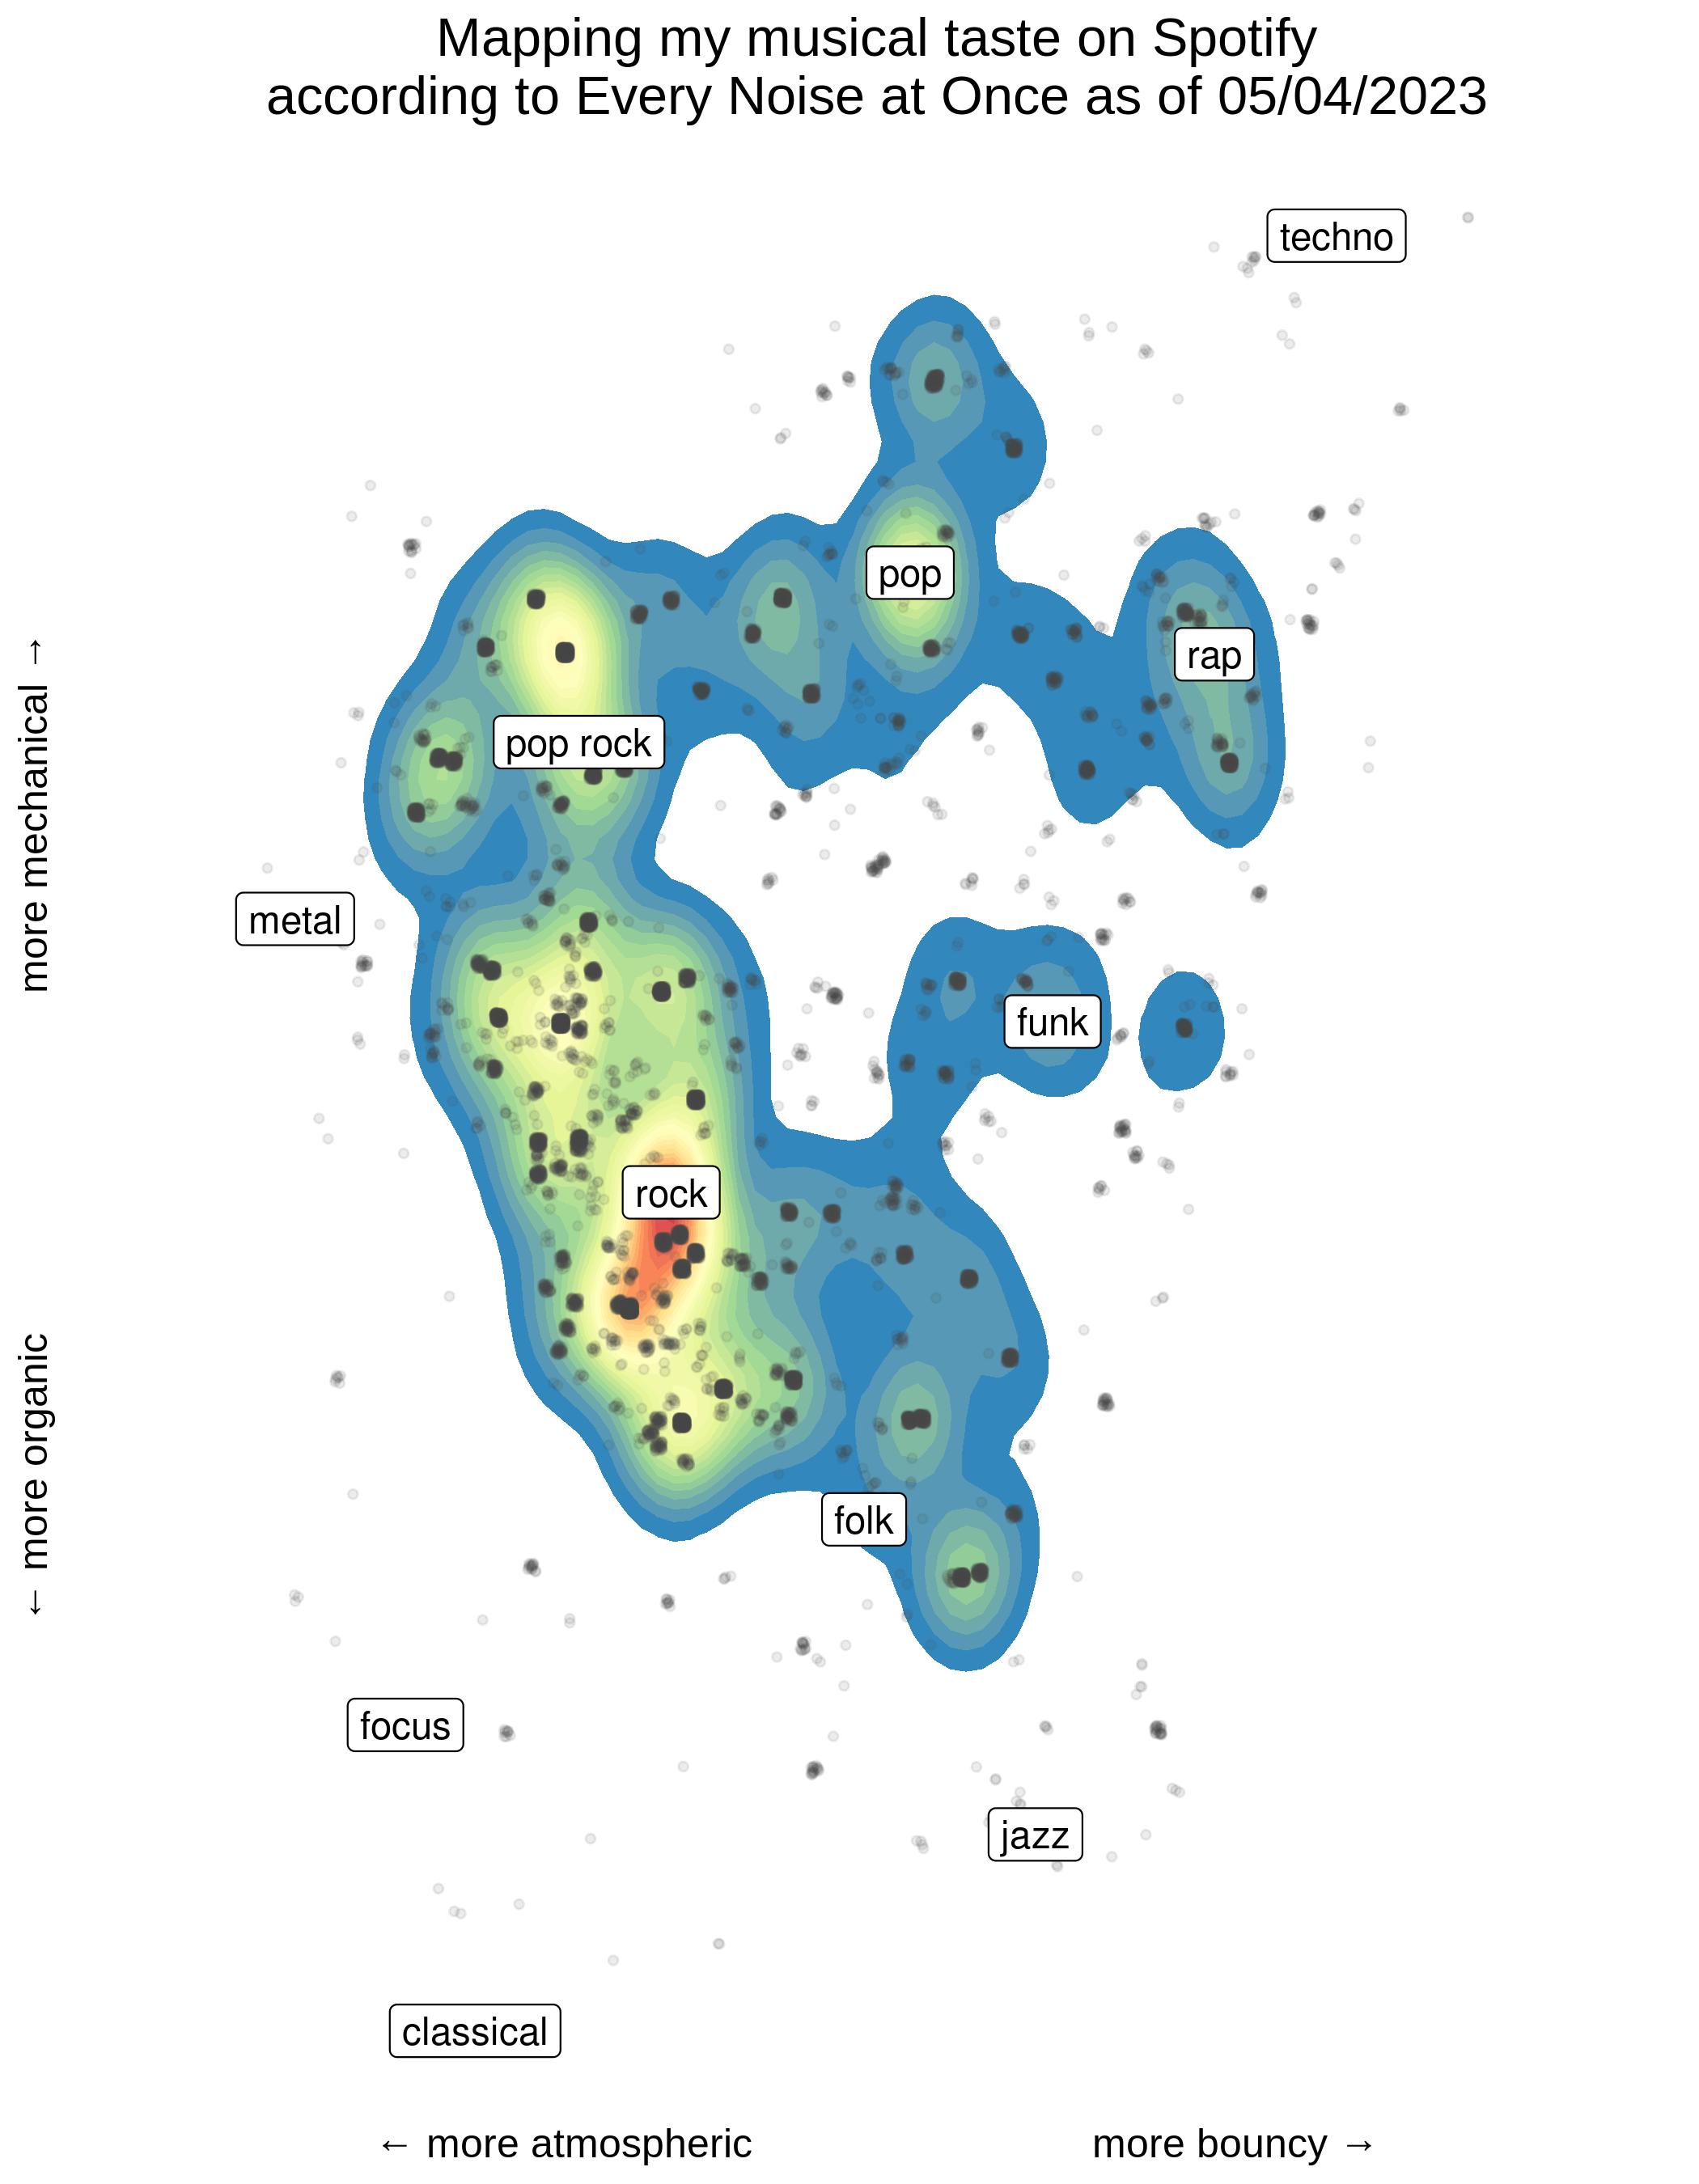 Mapping my musical taste on Spotify
according to Every Noise at Once as of 05/04/2023
techno
pop
rap
pop rock
metal
funk
rock
folk
focus
jazz
classical
more mechanical →
← more organic
← more atmospheric
more bouncy →